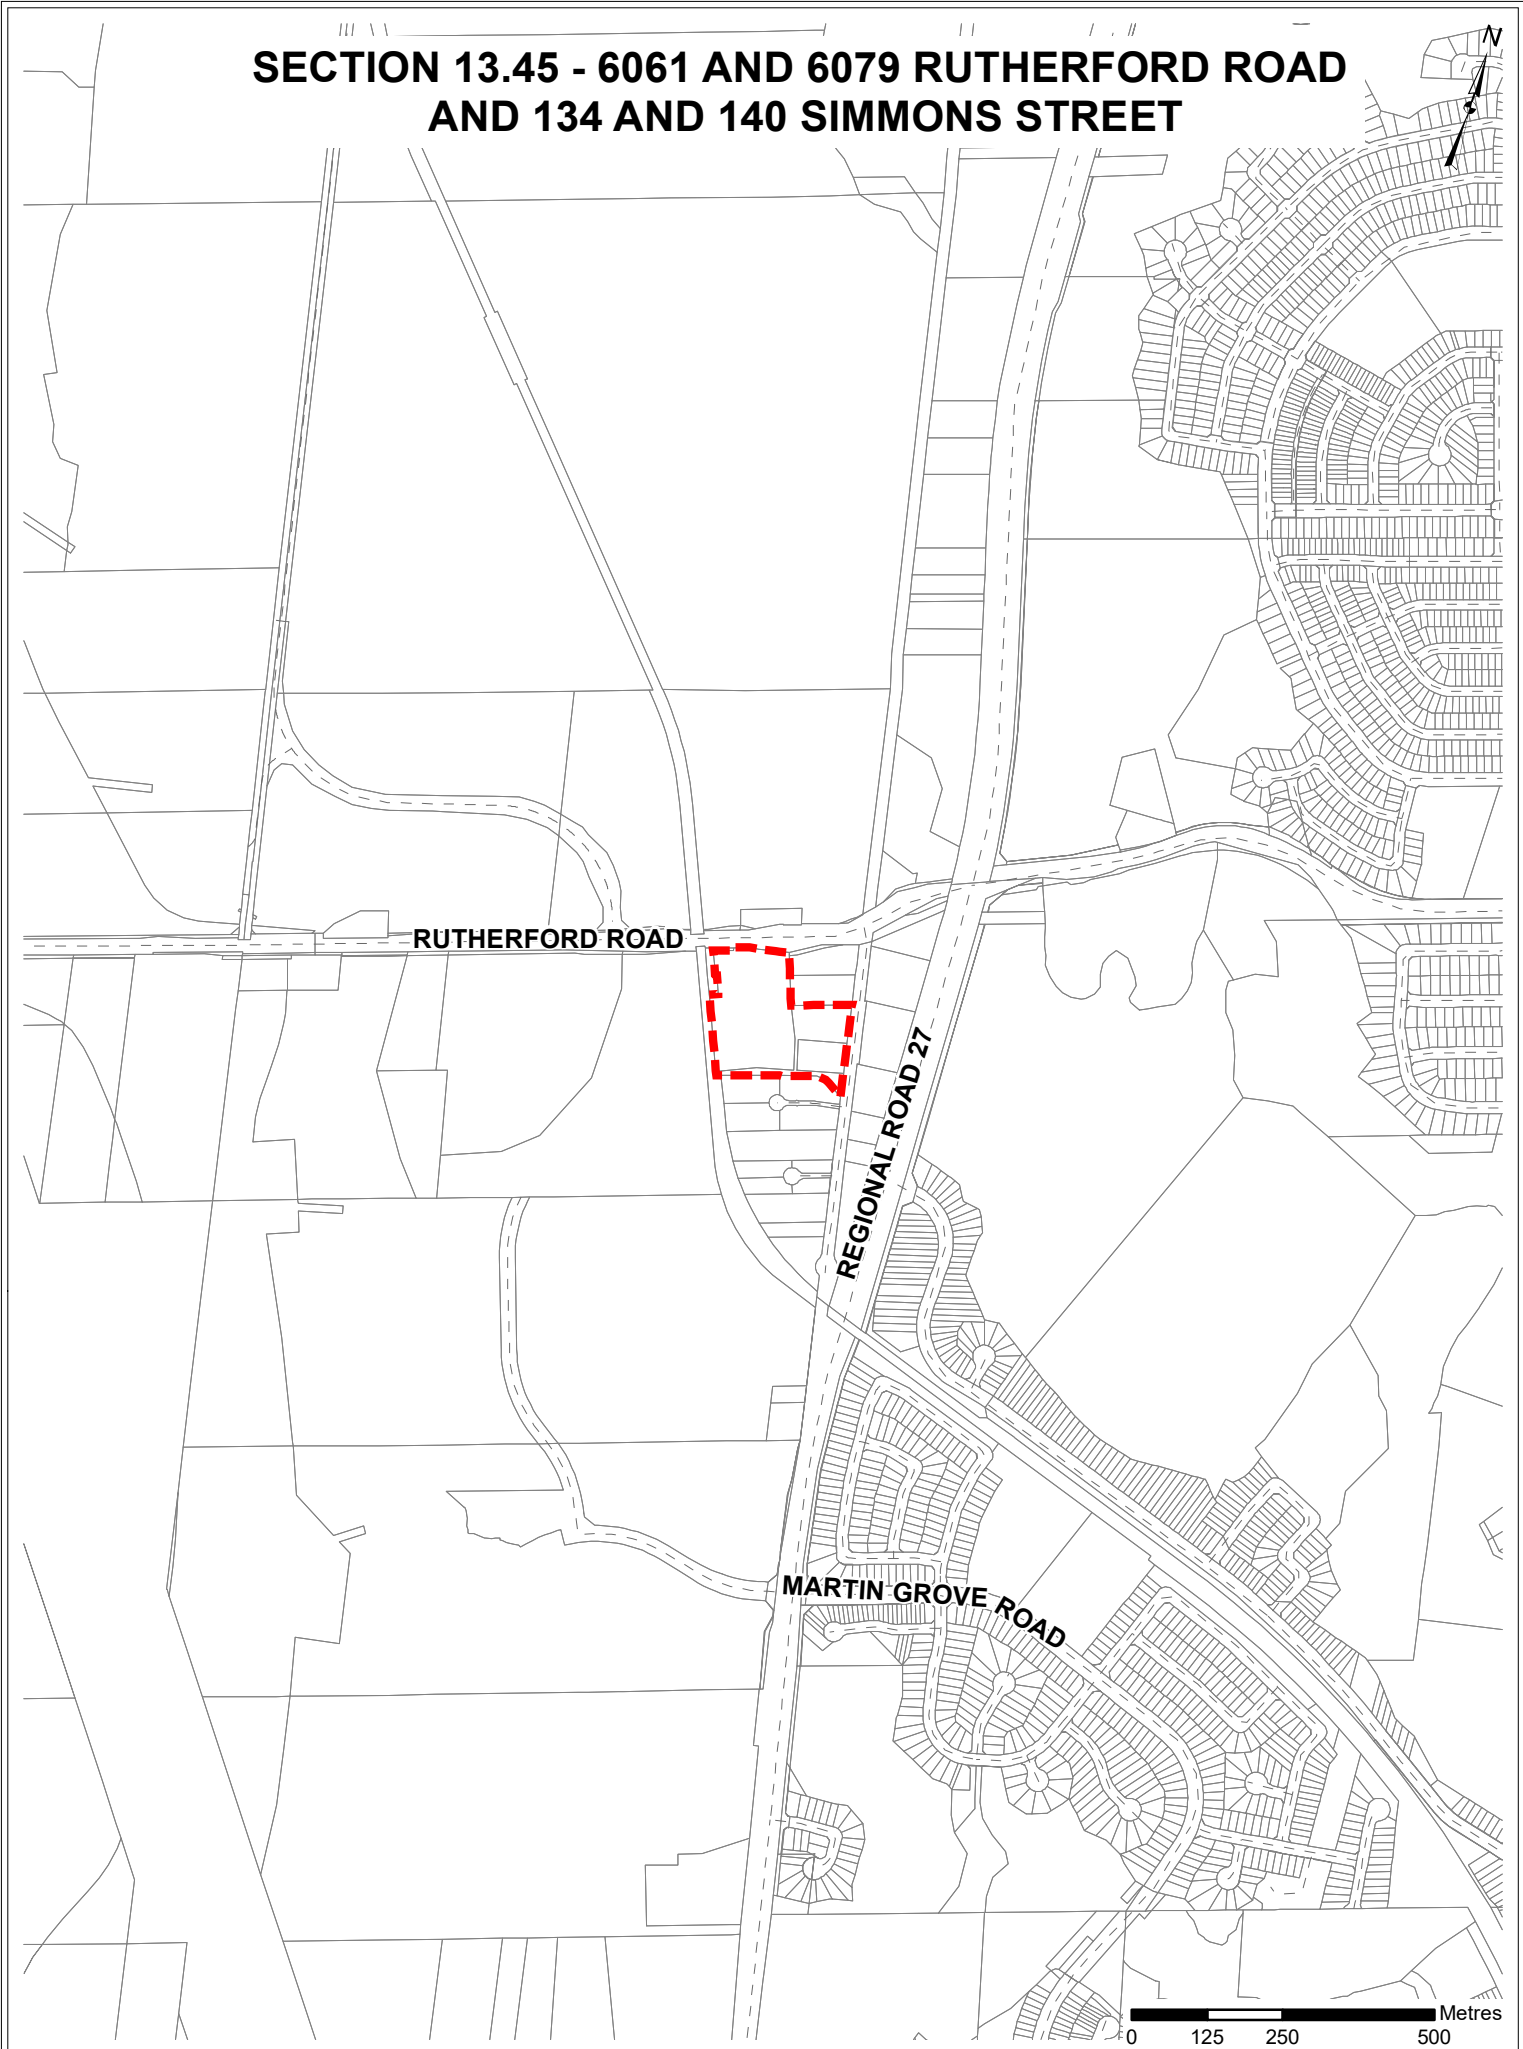 SECTION 13.45 - 6061 AND 6079 RUTHERFORD ROAD
AND 134 AND 140 SIMMONS STREET
N
RUTHERFORD ROAD
REGIONAL ROAD 27
MARTIN GROVE ROAD
Metres
0 125 250 500